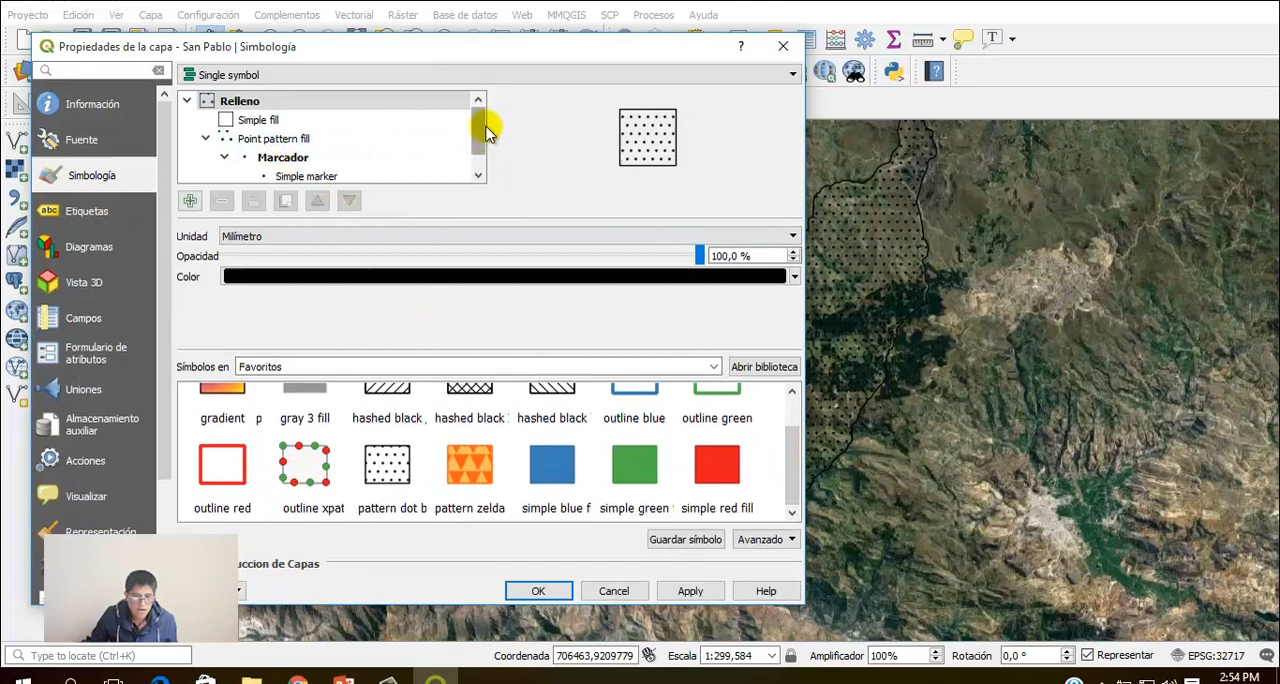 Proyecto Edición Ver Capa Configuración Complementos Vectorial Ráster Base de datos Web MMQGIS SCP Procesos Ayuda
Propiedades de la capa - San Pablo | Simbología
?
Single symbol
Información
Fuente
Simbología
abc Etiquetas
Diagramas
Vista 3D
Campos
Formulario de
atributos
Uniones
Almacenamiento
auxiliar
Acciones
Visualizar
Representación
Relleno
Simple fill
Point pattern fill
Marcador
Simple marker
Unidad Milímetro
Opacidad 100,0 %
Color
Símbolos en Favoritos Abrir biblioteca
gradient p gray 3 fill hashed black hashed black hashed black outline blue outline green
outline red outline xpat pattern dot b pattern zelda simple blue f simple green simple red fill
Guardar símbolo Avanzado
uccion de Capas
OK Cancel Apply Help
Type to locate (Ctrl+K) Coordenada 706463,9209779 Escala 1:299,584 Amplificador 100% Rotación 0,0 ° Representar EPSG:32717
2:54 PM